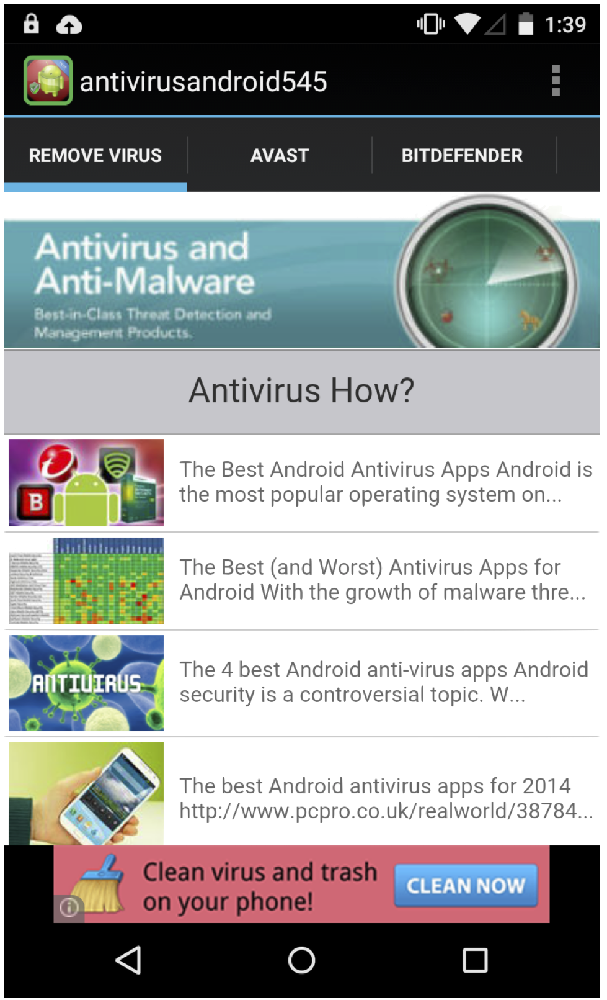 1:39
antivirusandroid545
REMOVE VIRUS
AVAST
BITDEFENDER
Antivirus and
Anti-Malware
Best-in-Class Threat Detection and
Management Products.
Antivirus How?
B
The Best Android Antivirus Apps Android is
the most popular operating system on...
The Best (and Worst) Antivirus Apps for
Android With the growth of malware thre...
ANTIVIRUS
The 4 best Android anti-virus apps Android
security is a controversial topic. W...
The best Android antivirus apps for 2014
http://www.pcpro.co.uk/realworld/38784...
Clean virus and trash
on your phone!
CLEAN NOW